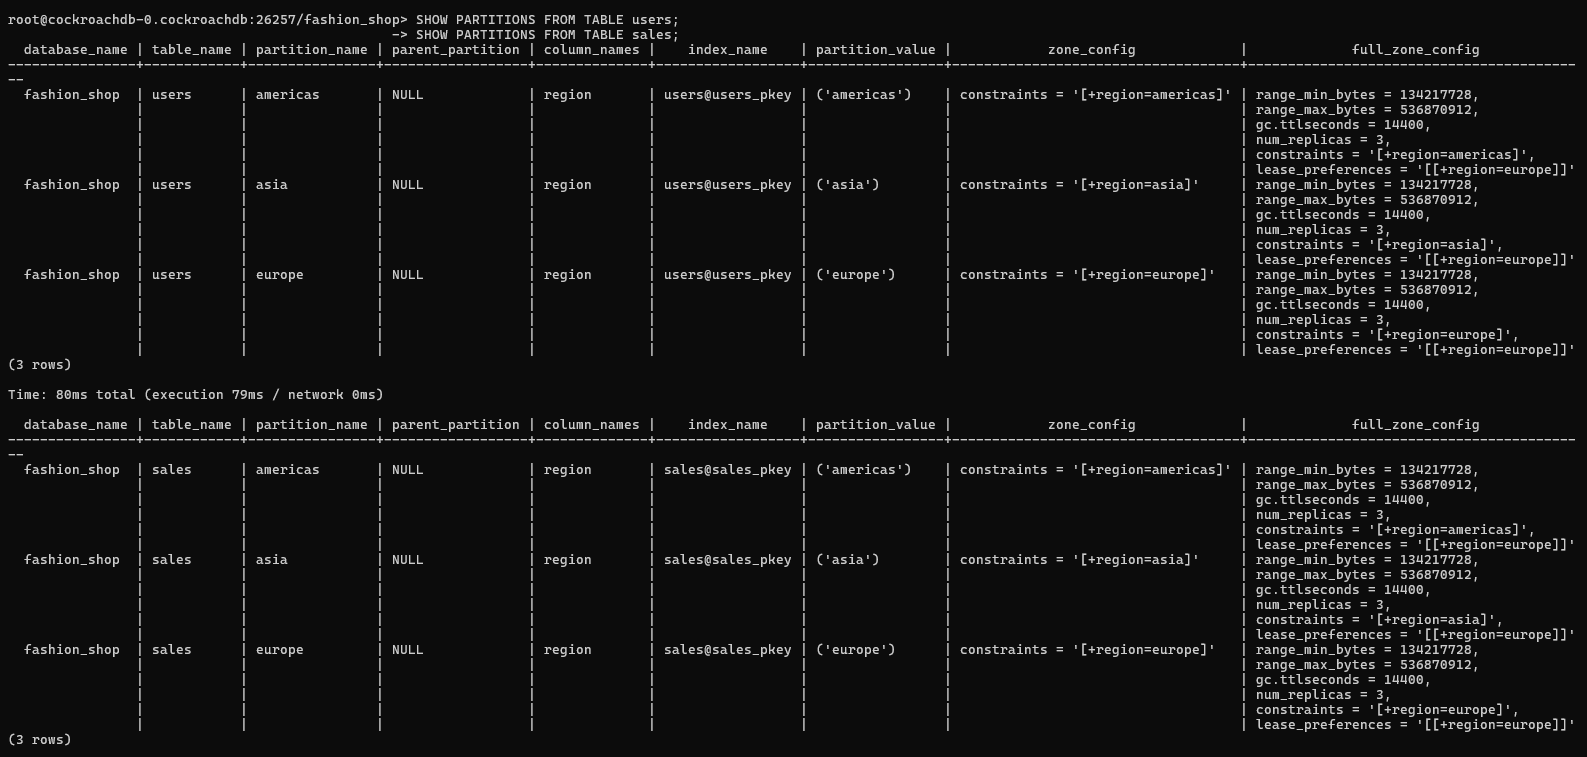 root@cockroachdb-0.cockroachdb:26257/fashion_shop> SHOW PARTITIONS FROM TABLE users;
                                                -> SHOW PARTITIONS FROM TABLE sales;
  database_name | table_name | partition_name | parent_partition | column_names |    index_name    | partition_value |            zone_config             |             full_zone_config
----------------+------------+----------------+------------------+--------------+------------------+-----------------+------------------------------------+-----------------------------------------
--
  fashion_shop  | users      | americas       | NULL             | region       | users@users_pkey | ('americas')    | constraints = '[+region=americas]' | range_min_bytes = 134217728,
                |            |                |                  |              |                  |                 |                                    | range_max_bytes = 536870912,
                |            |                |                  |              |                  |                 |                                    | gc.ttlseconds = 14400,
                |            |                |                  |              |                  |                 |                                    | num_replicas = 3,
                |            |                |                  |              |                  |                 |                                    | constraints = '[+region=americas]',
                |            |                |                  |              |                  |                 |                                    | lease_preferences = '[[+region=europe]]'
  fashion_shop  | users      | asia           | NULL             | region       | users@users_pkey | ('asia')        | constraints = '[+region=asia]'     | range_min_bytes = 134217728,
                |            |                |                  |              |                  |                 |                                    | range_max_bytes = 536870912,
                |            |                |                  |              |                  |                 |                                    | gc.ttlseconds = 14400,
                |            |                |                  |              |                  |                 |                                    | num_replicas = 3,
                |            |                |                  |              |                  |                 |                                    | constraints = '[+region=asia]',
                |            |                |                  |              |                  |                 |                                    | lease_preferences = '[[+region=europe]]'
  fashion_shop  | users      | europe         | NULL             | region       | users@users_pkey | ('europe')      | constraints = '[+region=europe]'   | range_min_bytes = 134217728,
                |            |                |                  |              |                  |                 |                                    | range_max_bytes = 536870912,
                |            |                |                  |              |                  |                 |                                    | gc.ttlseconds = 14400,
                |            |                |                  |              |                  |                 |                                    | num_replicas = 3,
                |            |                |                  |              |                  |                 |                                    | constraints = '[+region=europe]',
                |            |                |                  |              |                  |                 |                                    | lease_preferences = '[[+region=europe]]'
(3 rows)

Time: 80ms total (execution 79ms / network 0ms)

  database_name | table_name | partition_name | parent_partition | column_names |    index_name    | partition_value |            zone_config             |             full_zone_config
----------------+------------+----------------+------------------+--------------+------------------+-----------------+------------------------------------+-----------------------------------------
--
  fashion_shop  | sales      | americas       | NULL             | region       | sales@sales_pkey | ('americas')    | constraints = '[+region=americas]' | range_min_bytes = 134217728,
                |            |                |                  |              |                  |                 |                                    | range_max_bytes = 536870912,
                |            |                |                  |              |                  |                 |                                    | gc.ttlseconds = 14400,
                |            |                |                  |              |                  |                 |                                    | num_replicas = 3,
                |            |                |                  |              |                  |                 |                                    | constraints = '[+region=americas]',
                |            |                |                  |              |                  |                 |                                    | lease_preferences = '[[+region=europe]]'
  fashion_shop  | sales      | asia           | NULL             | region       | sales@sales_pkey | ('asia')        | constraints = '[+region=asia]'     | range_min_bytes = 134217728,
                |            |                |                  |              |                  |                 |                                    | range_max_bytes = 536870912,
                |            |                |                  |              |                  |                 |                                    | gc.ttlseconds = 14400,
                |            |                |                  |              |                  |                 |                                    | num_replicas = 3,
                |            |                |                  |              |                  |                 |                                    | constraints = '[+region=asia]',
                |            |                |                  |              |                  |                 |                                    | lease_preferences = '[[+region=europe]]'
  fashion_shop  | sales      | europe         | NULL             | region       | sales@sales_pkey | ('europe')      | constraints = '[+region=europe]'   | range_min_bytes = 134217728,
                |            |                |                  |              |                  |                 |                                    | range_max_bytes = 536870912,
                |            |                |                  |              |                  |                 |                                    | gc.ttlseconds = 14400,
                |            |                |                  |              |                  |                 |                                    | num_replicas = 3,
                |            |                |                  |              |                  |                 |                                    | constraints = '[+region=europe]',
                |            |                |                  |              |                  |                 |                                    | lease_preferences = '[[+region=europe]]'
(3 rows)